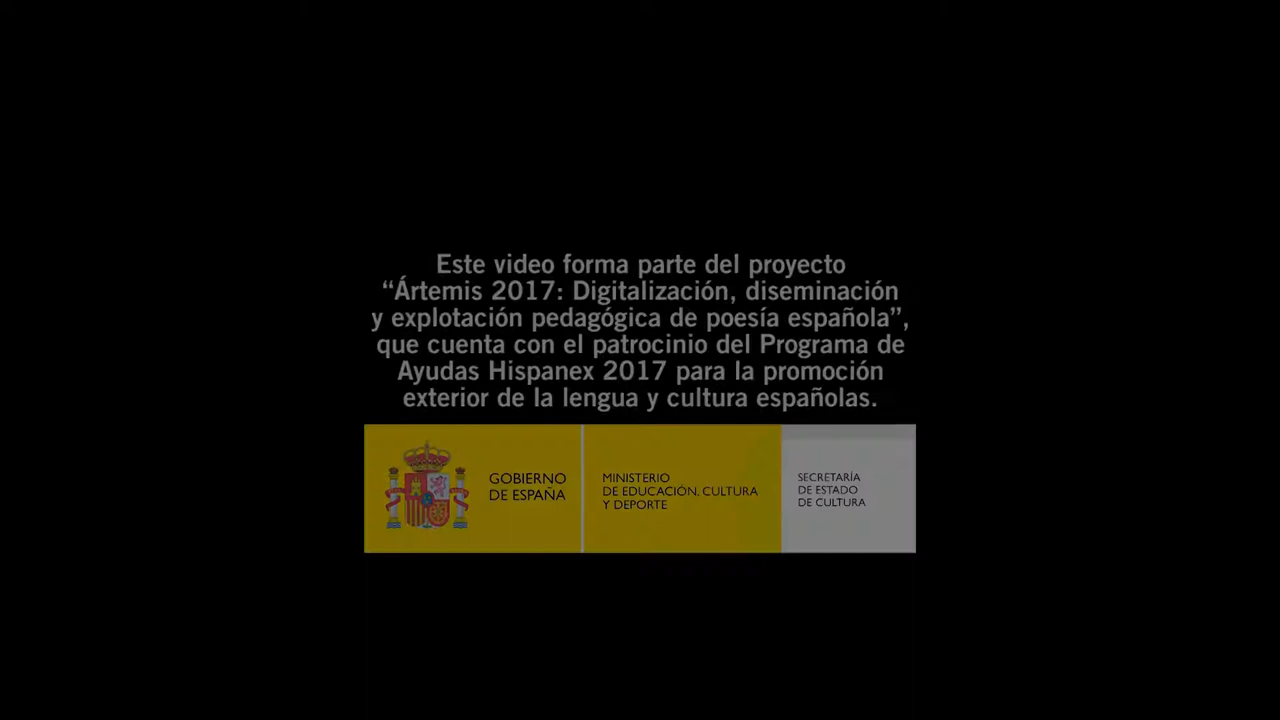 Este video forma parte del proyecto
“Ártemis 2017: Digitalización, diseminación
y explotación pedagógica de poesía española”,
que cuenta con el patrocinio del Programa de
Ayudas Hispanex 2017 para la promoción
exterior de la lengua y cultura españolas.
GOBIERNO
DE ESPAÑA
MINISTERIO
DE EDUCACIÓN, CULTURA
Y DEPORTE
SECRETARÍA
DE ESTADO
DE CULTURA